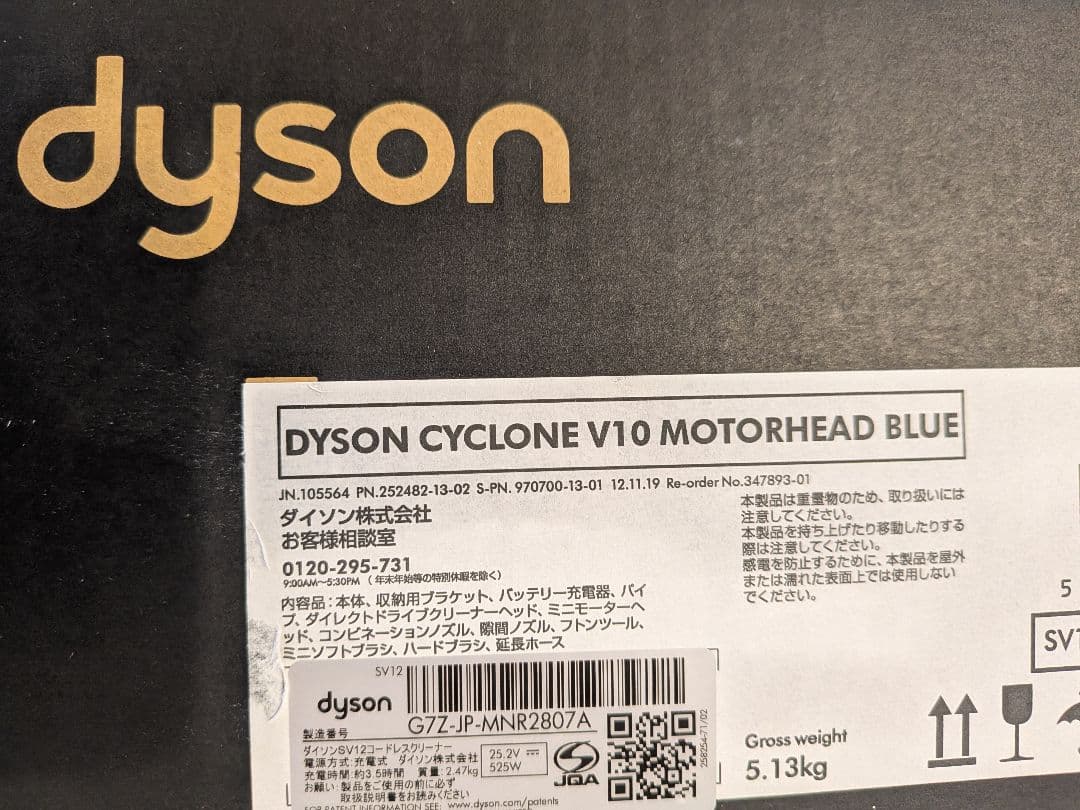 dyson
DYSON CYCLONE V10 MOTORHEAD BLUE
JN.105564 PN.252482-13-02 S-PN. 970700-13-01 12.11.19 Re-order No.347893-01
ダイソン株式会社
お客様相談室
0120-295-731
9:00AM〜5:30PM （ 年末年始等の特別休暇を除く）
内容品：本体、収納用ブラケット、バッテリー充電器、パイ
プ、ダイレクトドライブクリーナーヘッド、ミニモーターヘ
ッド、コンビネーションノズル、隙間ノズル、フトンツール、
ミニソフトブラシ、ハードブラシ、延長ホース
本製品は重量物のため、取り扱いには
注意してください。
本製品を持ち上げたり移動したりする
際は注意してください。
感電を防止するために、本製品を屋外
または濡れた表面上では使用しない
でください。
5
SV1
SV12
dyson
G7Z-JP-MNR2807A
製造番号
ダイソンSV12コードレスクリーナー
電源方式:充電式 ダイソン株式会社
充電時間:約3.5時間 質量:2.47kg
お願い:製品をご使用の前に必ず
取扱説明書をお読みください
FOR PATENT INFORMATION SEE: www.dyson.com/patents
25.2V
525W
JQA
258254-71/02
Gross weight
5.13kg